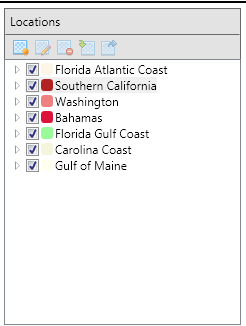 Locations
Florida Atlantic Coast
Southern California
Washington
Bahamas
Florida Gulf Coast
Carolina Coast
Gulf of Maine